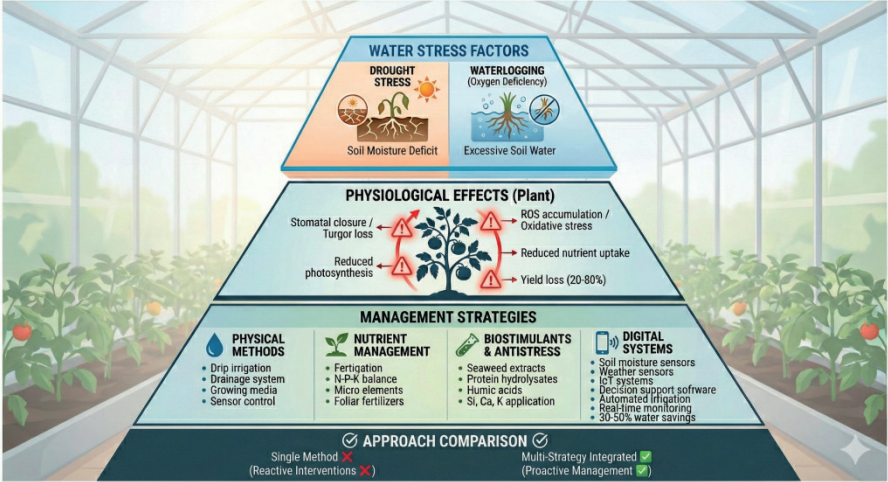 WATER STRESS FACTORS
DROUGHT
STRESS
Soil Moisture Deficit
WATERLOGGING
(Oxygen Deficiency)
Excessive Soil Water
PHYSIOLOGICAL EFFECTS (Plant)
Stomatal closure /
Turgor loss
Reduced
photosynthesis
ROS accumulation /
Oxidative stress
Reduced nutrient uptake
Yield loss (20-80%)
MANAGEMENT STRATEGIES
PHYSICAL
METHODS
• Drip irrigation
• Drainage system
• Growing media
• Sensor control
NUTRIENT
MANAGEMENT
• Fertigation
• N-P-K balance
• Micro elements
• Foliar fertilizers
BIOSTIMULANTS
& ANTISTRESS
• Seaweed extracts
• Protein hydrolysates
• Humic acids
• Si, Ca, K application
DIGITAL
SYSTEMS
• Soil moisture sensors
• Weather sensors
• IcT systems
• Decision support sofrware
• Automated irrigation
• Real-time monitoring
• 30-50% water savings
APPROACH COMPARISON
Single Method ❌
(Reactive Interventions ❌)
Multi-Strategy Integrated ✅
(Proactive Management ✅)